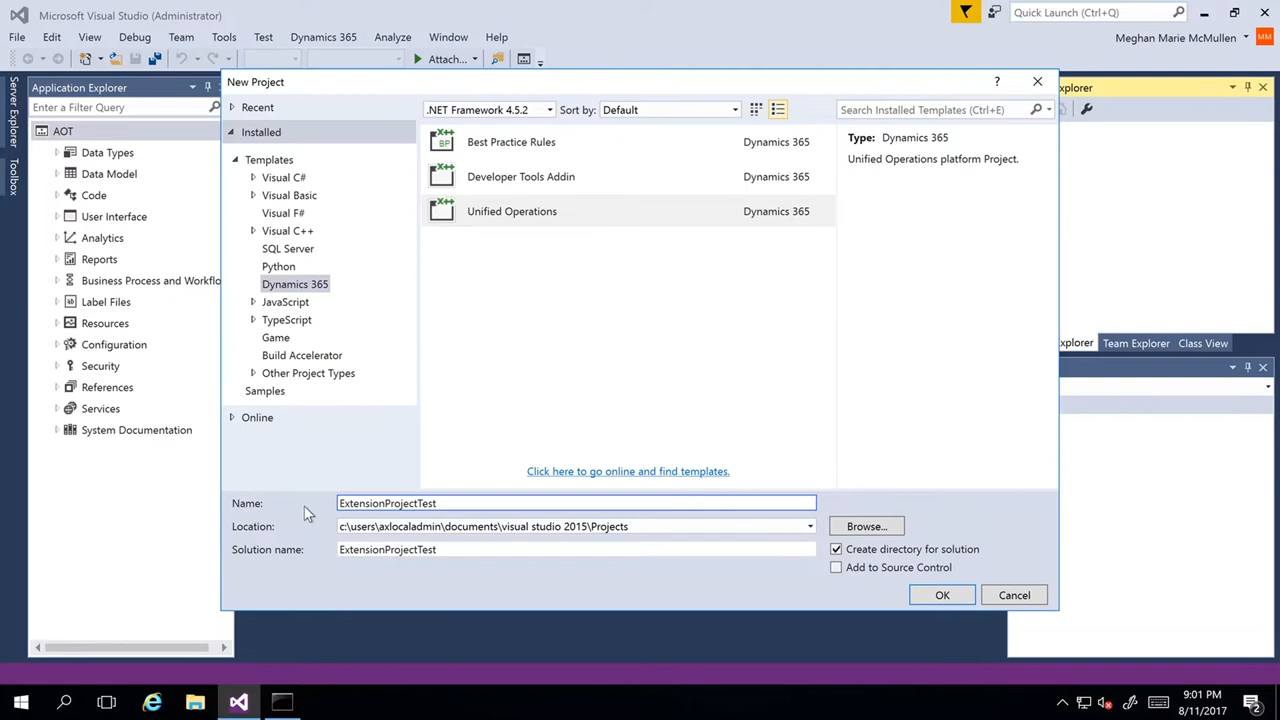 Microsoft Visual Studio (Administrator)
Quick Launch (Ctrl+Q)
File Edit View Debug Team Tools Test Dynamics 365 Analyze Window Help
Meghan Marie McMullen MM
Attach...
Server Explorer
Toolbox
Application Explorer
Enter a Filter Query
AOT
Data Types
Data Model
Code
User Interface
Analytics
Reports
Business Process and Workflo
Label Files
Resources
Configuration
Security
References
Services
System Documentation
New Project
?
Recent
Installed
Templates
Visual C#
Visual Basic
Visual F#
Visual C++
SQL Server
Python
Dynamics 365
JavaScript
TypeScript
Game
Build Accelerator
Other Project Types
Samples
Online
.NET Framework 4.5.2
Sort by: Default
Search Installed Templates (Ctrl+E)
BP
Best Practice Rules Dynamics 365
Developer Tools Addin Dynamics 365
Unified Operations Dynamics 365
Type: Dynamics 365
Unified Operations platform Project.
Click here to go online and find templates.
Name: ExtensionProjectTest
Location: c:\users\axlocaladmin\documents\visual studio 2015\Projects
Browse...
Solution name: ExtensionProjectTest
Create directory for solution
Add to Source Control
OK Cancel
xplorer
xplorer Team Explorer Class View
9:01 PM
8/11/2017
2